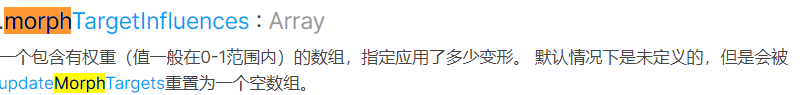 .morphTargetInfluences : Array
一个包含有权重（值一般在0-1范围内）的数组，指定应用了多少变形。 默认情况下是未定义的，但是会被
updateMorphTargets重置为一个空数组。